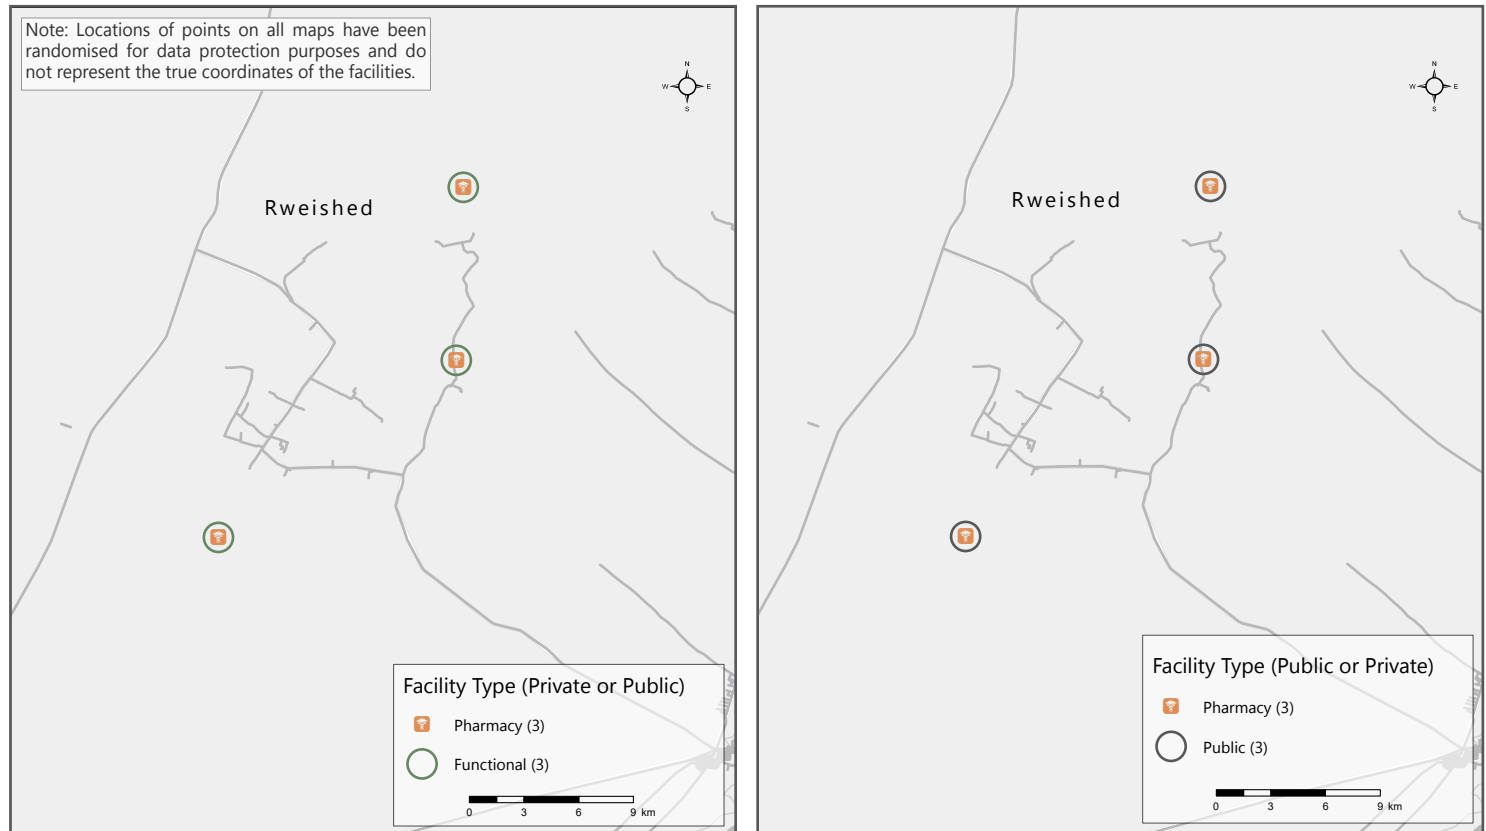 Note: Locations of points on all maps have been
randomised for data protection purposes and do
not represent the true coordinates of the facilities.
N
W E
S
Rweished
Facility Type (Private or Public)
Pharmacy (3)
Functional (3)
0 3 6 9 km
N
W E
S
Rweished
Facility Type (Public or Private)
Pharmacy (3)
Public (3)
0 3 6 9 km